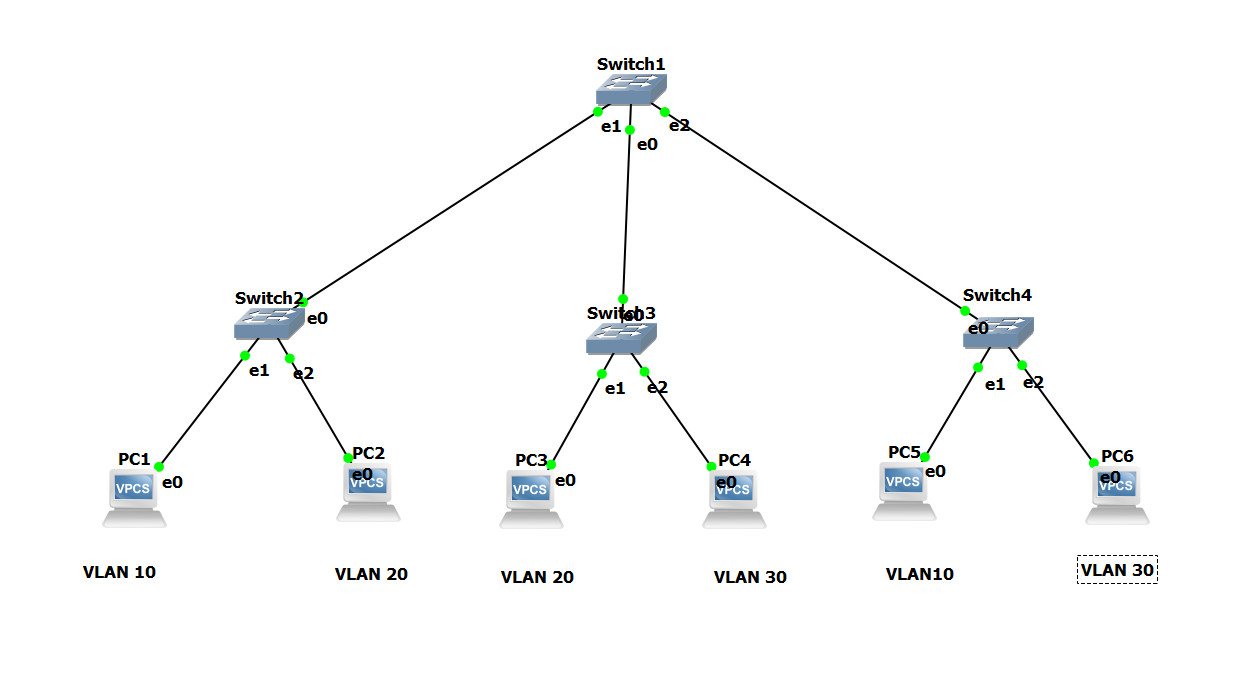 Switch1
e1
e0
e2
Switch2
e0
Switch3
e0
Switch4
e0
e1
e2
e1
e2
e1
e2
PC1
e0
VPCS
PC2
e0
VPCS
PC3
e0
VPCS
PC4
e0
VPCS
PC5
e0
VPCS
PC6
e0
VPCS
VLAN 10
VLAN 20
VLAN 20
VLAN 30
VLAN10
VLAN 30